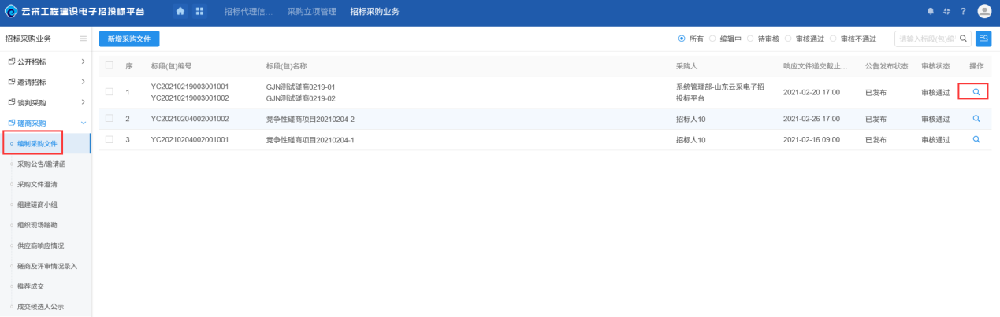 云采工程建设电子招投标平台
招标代理信...
采购立项管理
招标采购业务
?
招标采购业务
新增采购文件
所有
编辑中
待审核
审核通过
审核不通过
请输入标段(包)编
公开招标
邀请招标
谈判采购
磋商采购
编制采购文件
采购公告/邀请函
采购文件澄清
组建磋商小组
组织现场踏勘
供应商响应情况
磋商及评审情况录入
推荐成交
成交候选人公示
序 标段(包)编号 标段(包)名称 采购人 响应文件递交截止... 公告发布状态 审核状态 操作
1 YC20210219003001001 GJN测试磋商0219-01 系统管理部-山东云采电子招 2021-02-20 17:00 已发布 审核通过
YC20210219003001002 GJN测试磋商0219-02 投标平台
2 YC20210204002001002 竞争性磋商项目20210204-2 招标人10 2021-02-26 17:00 已发布 审核通过
3 YC20210204002001001 竞争性磋商项目20210204-1 招标人10 2021-02-16 09:00 已发布 审核通过